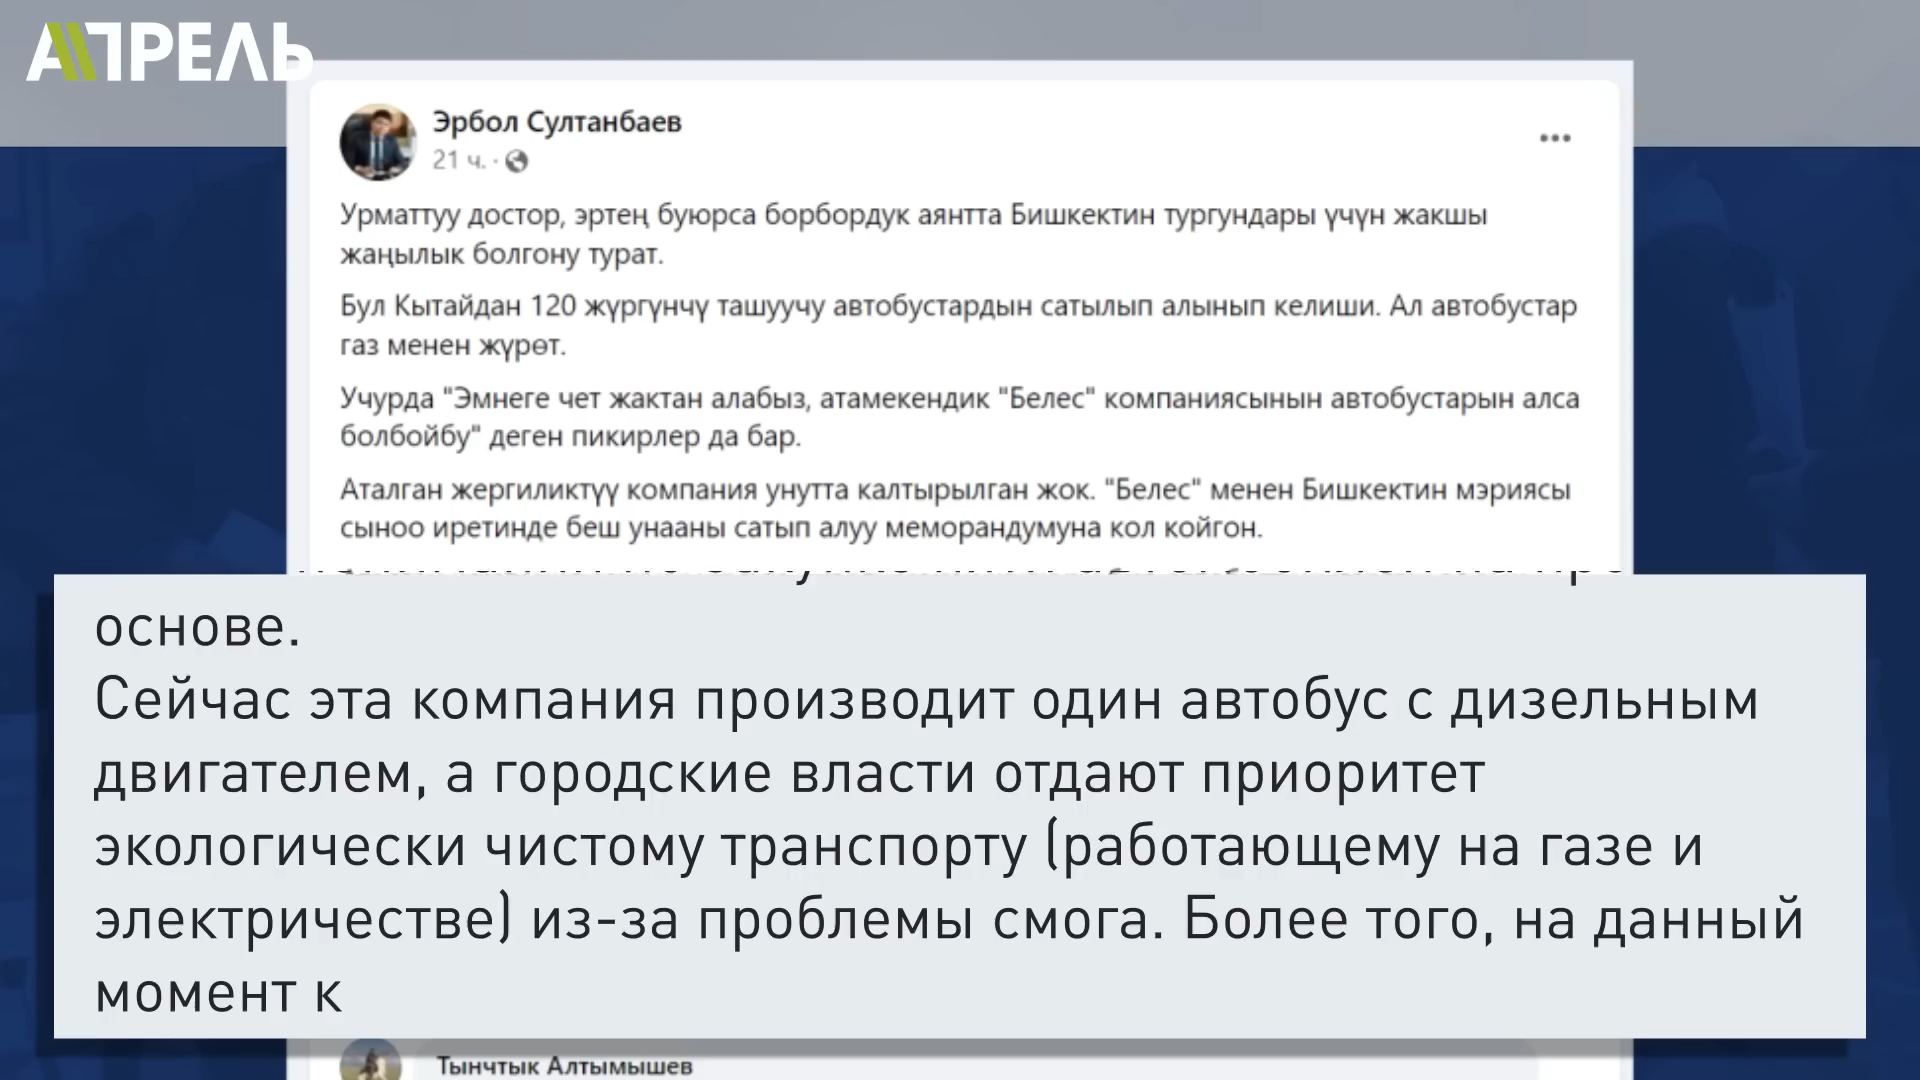 АПРЕЛЬ
Эрбол Султанбаев
21 ч. ·
Урматтуу достор, эртең буюрса борбордук аянтта Бишкектин тургундары үчүн жакшы
жаңылык болгону турат.
Бул Кытайдан 120 жүргүнчү ташуучу автобустардын сатылып алынып келиши. Ал автобустар
газ менен жүрөт.
Учурда "Эмнеге чет жактан алабыз, атамекендик "Белес" компаниясынын автобустарын алса
болбойбу" деген пикирлер да бар.
Аталган жергиликтүү компания унутта калтырылган жок. "Белес" менен Бишкектин мэриясы
сыноо иретинде беш унааны сатып алуу меморандумуна кол койгон.
основе.
Сейчас эта компания производит один автобус с дизельным
двигателем, а городские власти отдают приоритет
экологически чистому транспорту (работающему на газе и
электричестве) из-за проблемы смога. Более того, на данный
момент к
Тынчтык Алтымышев